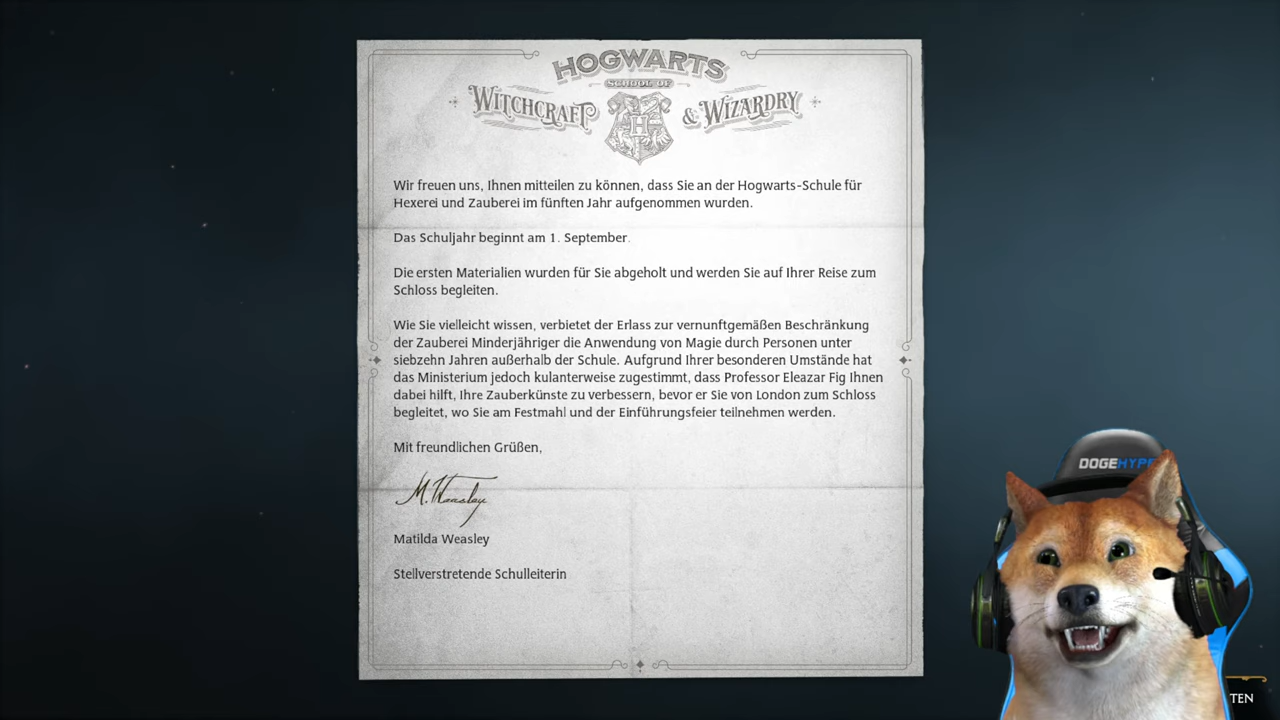 HOGWARTS
SCHOOL OF
WITCHCRAFT & WIZARDRY
H
Wir freuen uns, Ihnen mitteilen zu können, dass Sie an der Hogwarts-Schule für
Hexerei und Zauberei im fünften Jahr aufgenommen wurden.
Das Schuljahr beginnt am 1. September.
Die ersten Materialien wurden für Sie abgeholt und werden Sie auf Ihrer Reise zum
Schloss begleiten.
Wie Sie vielleicht wissen, verbietet der Erlass zur vernunftgemäßen Beschränkung
der Zauberei Minderjähriger die Anwendung von Magie durch Personen unter
siebzehn Jahren außerhalb der Schule. Aufgrund Ihrer besonderen Umstände hat
das Ministerium jedoch kulanterweise zugestimmt, dass Professor Eleazar Fig Ihnen
dabei hilft, Ihre Zauberkünste zu verbessern, bevor er Sie von London zum Schloss
begleitet, wo Sie am Festmahl und der Einführungsfeier teilnehmen werden.
Mit freundlichen Grüßen,
M. Weasley
Matilda Weasley
Stellverstretende Schulleiterin
DOGEHYPE
TEN